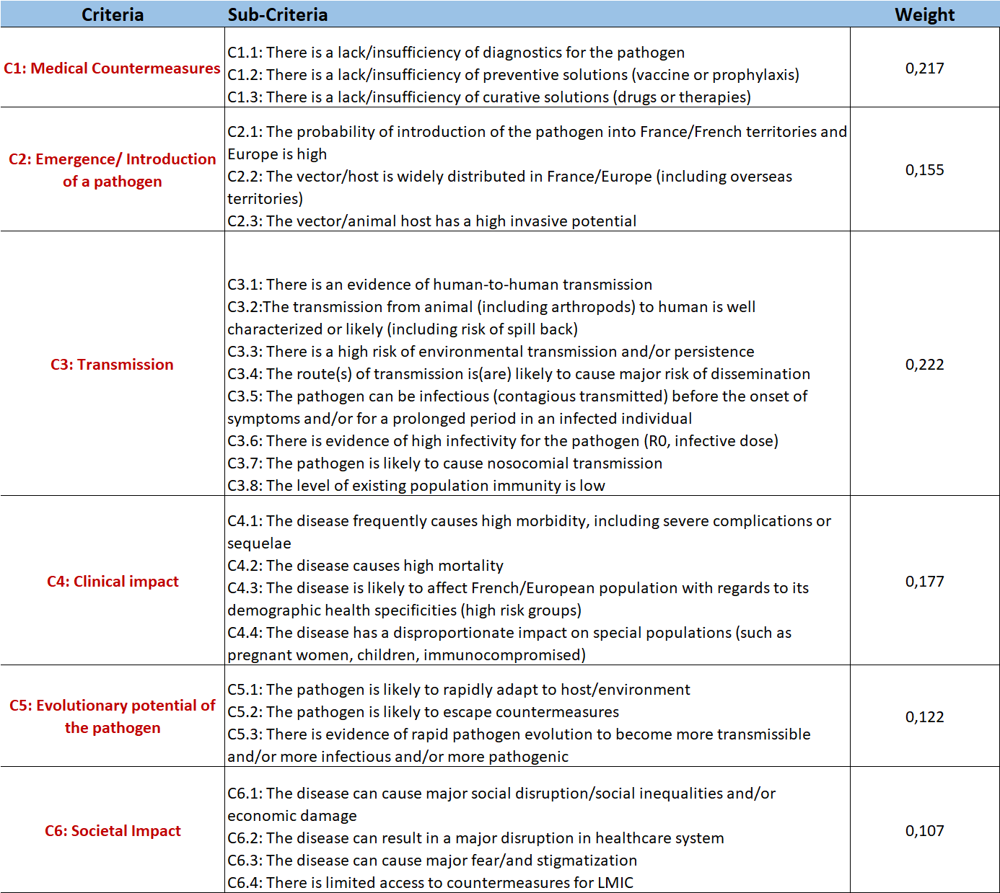 Criteria Sub-Criteria Weight
C1: Medical Countermeasures
C1.1: There is a lack/insufficiency of diagnostics for the pathogen
C1.2: There is a lack/insufficiency of preventive solutions (vaccine or prophylaxis)
C1.3: There is a lack/insufficiency of curative solutions (drugs or therapies)
0,217
C2: Emergence/ Introduction
of a pathogen
C2.1: The probability of introduction of the pathogen into France/French territories and
Europe is high
C2.2: The vector/host is widely distributed in France/Europe (including overseas
territories)
C2.3: The vector/animal host has a high invasive potential
0,155
C3: Transmission
C3.1: There is an evidence of human-to-human transmission
C3.2:The transmission from animal (including arthropods) to human is well
characterized or likely (including risk of spill back)
C3.3: There is a high risk of environmental transmission and/or persistence
C3.4: The route(s) of transmission is(are) likely to cause major risk of dissemination
C3.5: The pathogen can be infectious (contagious transmitted) before the onset of
symptoms and/or for a prolonged period in an infected individual
C3.6: There is evidence of high infectivity for the pathogen (R0, infective dose)
C3.7: The pathogen is likely to cause nosocomial transmission
C3.8: The level of existing population immunity is low
0,222
C4: Clinical impact
C4.1: The disease frequently causes high morbidity, including severe complications or
sequelae
C4.2: The disease causes high mortality
C4.3: The disease is likely to affect French/European population with regards to its
demographic health specificities (high risk groups)
C4.4: The disease has a disproportionate impact on special populations (such as
pregnant women, children, immunocompromised)
0,177
C5: Evolutionary potential of
the pathogen
C5.1: The pathogen is likely to rapidly adapt to host/environment
C5.2: The pathogen is likely to escape countermeasures
C5.3: There is evidence of rapid pathogen evolution to become more transmissible
and/or more infectious and/or more pathogenic
0,122
C6: Societal Impact
C6.1: The disease can cause major social disruption/social inequalities and/or
economic damage
C6.2: The disease can result in a major disruption in healthcare system
C6.3: The disease can cause major fear/and stigmatization
C6.4: There is limited access to countermeasures for LMIC
0,107